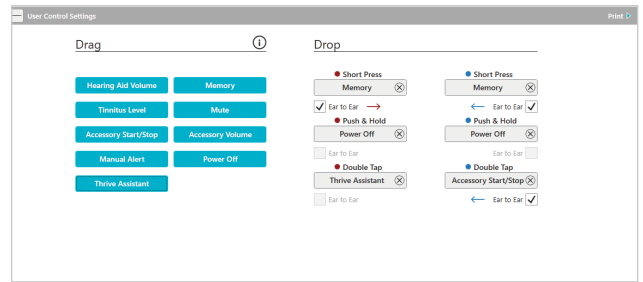 User Control Settings
Print
Drag
Drop
Hearing Aid Volume
Memory
Tinnitus Level
Mute
Accessory Start/Stop
Accessory Volume
Manual Alert
Power Off
Thrive Assistant
Short Press
Memory
Ear to Ear
Push & Hold
Power Off
Ear to Ear
Double Tap
Thrive Assistant
Ear to Ear
Short Press
Memory
Ear to Ear
Push & Hold
Power Off
Ear to Ear
Double Tap
Accessory Start/Stop
Ear to Ear